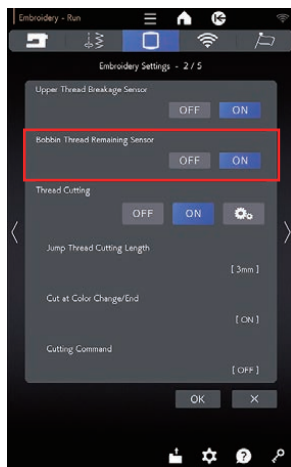 Embroidery - Run
Embroidery Settings - 2 / 5
Upper Thread Breakage Sensor
OFF ON
Bobbin Thread Remaining Sensor
OFF ON
Thread Cutting
OFF ON
Jump Thread Cutting Length
[ 3mm ]
Cut at Color Change/End
[ ON ]
Cutting Command
[ OFF ]
OK X